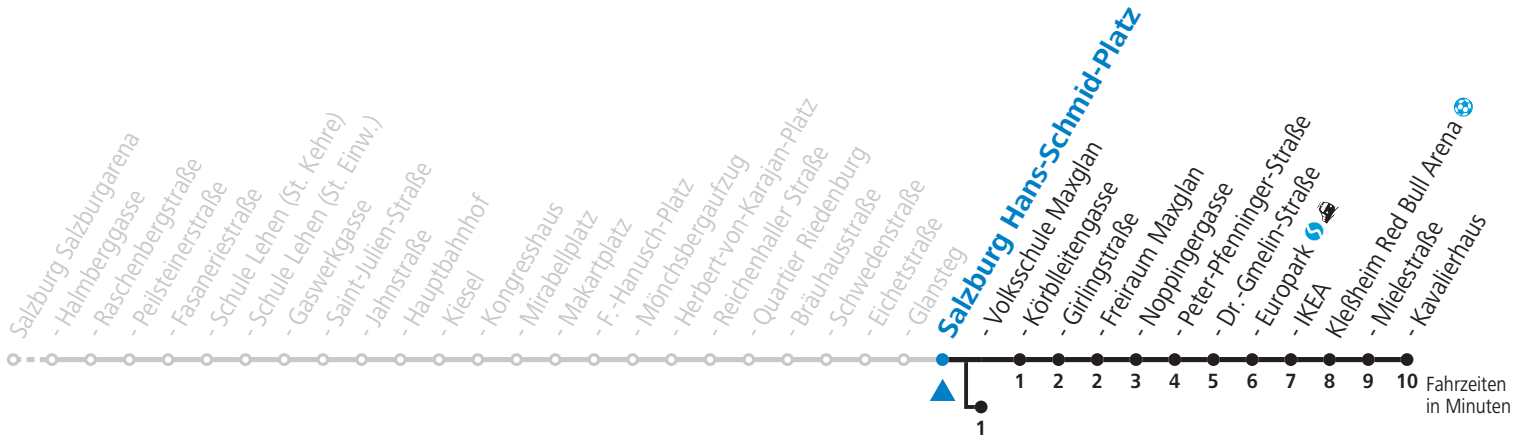 Salzburg Salzburgarena
- Halmberggasse
- Raschenbergstraße
- Peilsteinerstraße
- Fasaneriestraße
- Schule Lehen (St. Kehre)
Schule Lehen (St. Einw.)
- Gaswerkgasse
- Saint-Julien-Straße
- Jahnstraße
- Hauptbahnhof
- Kiesel
- Kongresshaus
- Mirabellplatz
- Makartplatz
- F.-Hanusch-Platz
- Mönchsbergaufzug
- Herbert-von-Karajan-Platz
- Reichenhaller Straße
- Quartier Riedenburg
- Bräuhausstraße
- Schwedenstraße
- Eichetstraße
- Glansteg
Salzburg Hans-Schmid-Platz
- Volksschule Maxglan
- Körblleitengasse
- Girlingstraße
- Freiraum Maxglan
- Noppingergasse
- Peter-Pfenninger-Straße
- Dr.-Gmelin-Straße
- Europark
- IKEA
Kleßheim Red Bull Arena
- Mielestraße
- Kavalierhaus
1 2 2 3 4 5 6 7 8 9 10 Fahrzeiten
in Minuten
1